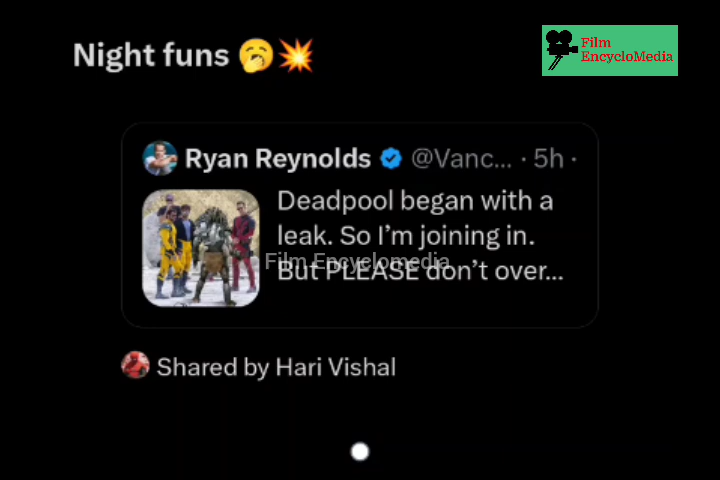 Night funs 🥱💥
Film
EncycloMedia
Ryan Reynolds @Vanc... · 5h ·
Deadpool began with a
leak. So I’m joining in.
Film Encyclomedia
But PLEASE don’t over...
Shared by Hari Vishal